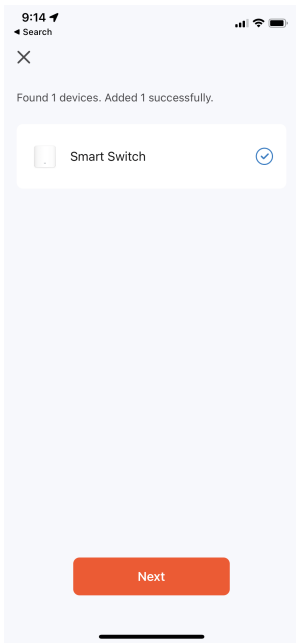 9:14
◀ Search
Found 1 devices. Added 1 successfully.
Smart Switch
Next